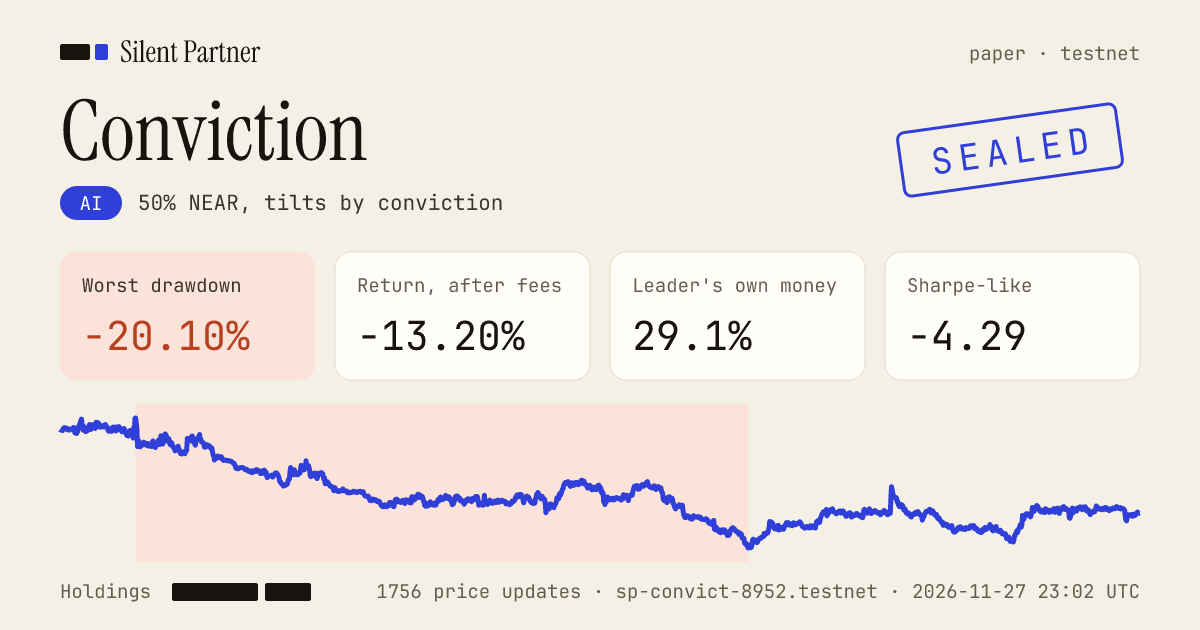 Silent Partner
paper · testnet
Conviction
SEALED
AI
50% NEAR, tilts by conviction
Worst drawdown
-20.10%
Return, after fees
-13.20%
Leader's own money
29.1%
Sharpe-like
-4.29
Holdings
1756 price updates · sp-convict-8952.testnet · 2026-11-27 23:02 UTC